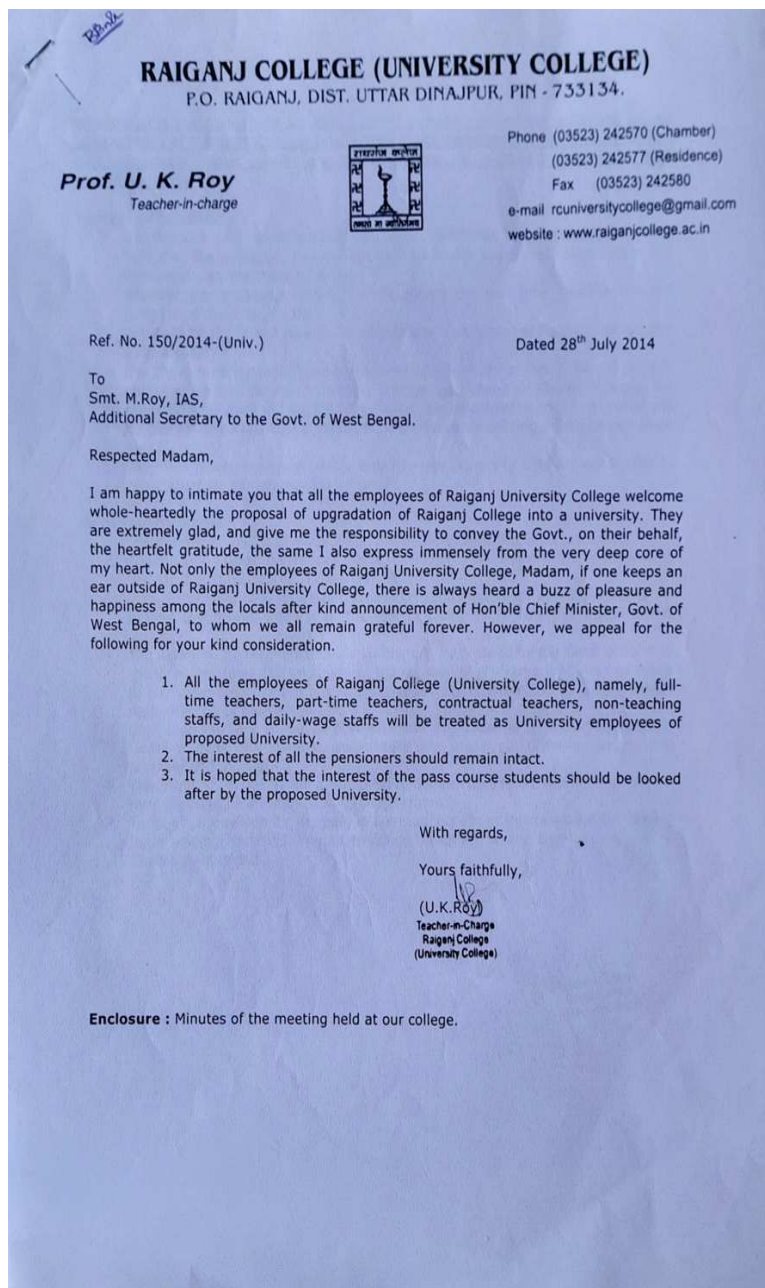 RAIGANJ COLLEGE (UNIVERSITY COLLEGE)
P.O. RAIGANJ, DIST. UTTAR DINAJPUR, PIN - 733134.
Prof. U. K. Roy
Teacher-in-charge
Phone (03523) 242570 (Chamber)
(03523) 242577 (Residence)
Fax (03523) 242580
e-mail rcuniversitycollege@gmail.com
website : www.raiganjcollege.ac.in
Ref. No. 150/2014-(Univ.) Dated 28th July 2014
To
Smt. M.Roy, IAS,
Additional Secretary to the Govt. of West Bengal.
Respected Madam,
I am happy to intimate you that all the employees of Raiganj University College welcome
whole-heartedly the proposal of upgradation of Raiganj College into a university. They
are extremely glad, and give me the responsibility to convey the Govt., on their behalf,
the heartfelt gratitude, the same I also express immensely from the very deep core of
my heart. Not only the employees of Raiganj University College, Madam, if one keeps an
ear outside of Raiganj University College, there is always heard a buzz of pleasure and
happiness among the locals after kind announcement of Hon'ble Chief Minister, Govt. of
West Bengal, to whom we all remain grateful forever. However, we appeal for the
following for your kind consideration.
1. All the employees of Raiganj College (University College), namely, full-
time teachers, part-time teachers, contractual teachers, non-teaching
staffs, and daily-wage staffs will be treated as University employees of
proposed University.
2. The interest of all the pensioners should remain intact.
3. It is hoped that the interest of the pass course students should be looked
after by the proposed University.
With regards,
Yours faithfully,
(U.K.Roy)
Teacher-in-Charge
Raiganj College
(University College)
Enclosure : Minutes of the meeting held at our college.